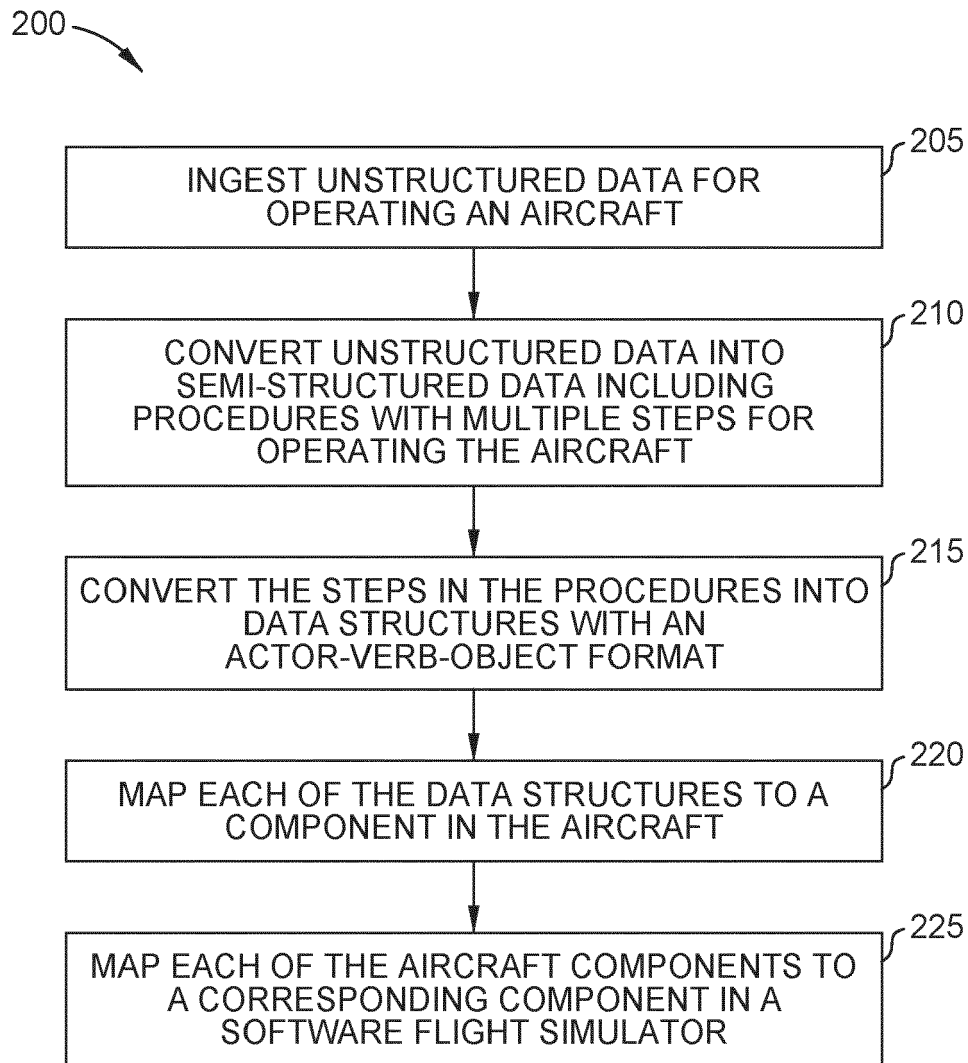 200
205
INGEST UNSTRUCTURED DATA FOR
OPERATING AN AIRCRAFT
210
CONVERT UNSTRUCTURED DATA INTO
SEMI-STRUCTURED DATA INCLUDING
PROCEDURES WITH MULTIPLE STEPS FOR
OPERATING THE AIRCRAFT
215
CONVERT THE STEPS IN THE PROCEDURES INTO
DATA STRUCTURES WITH AN
ACTOR-VERB-OBJECT FORMAT
220
MAP EACH OF THE DATA STRUCTURES TO A
COMPONENT IN THE AIRCRAFT
225
MAP EACH OF THE AIRCRAFT COMPONENTS TO
A CORRESPONDING COMPONENT IN A
SOFTWARE FLIGHT SIMULATOR